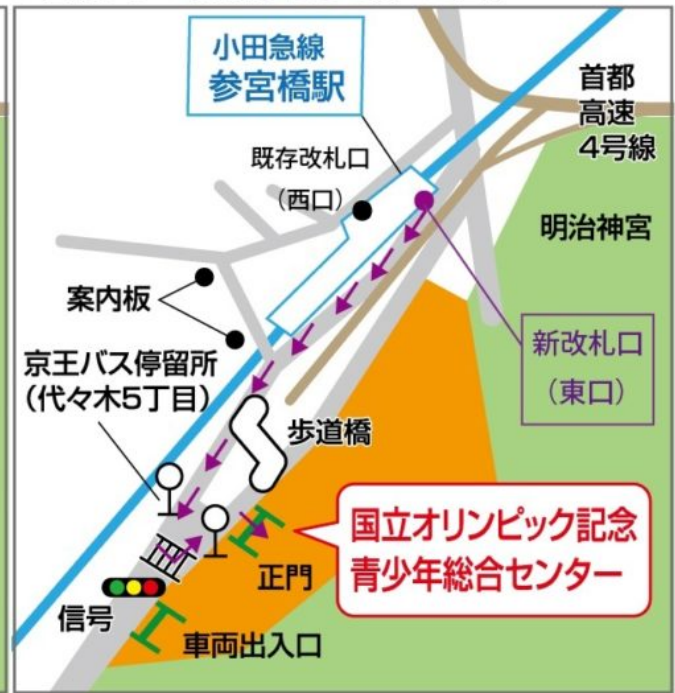 小田急線
参宮橋駅
首都
高速
4号線
既存改札口
（西口）
明治神宮
案内板
新改札口
（東口）
京王バス停留所
（代々木5丁目）
歩道橋
国立オリンピック記念
青少年総合センター
正門
信号
車両出入口